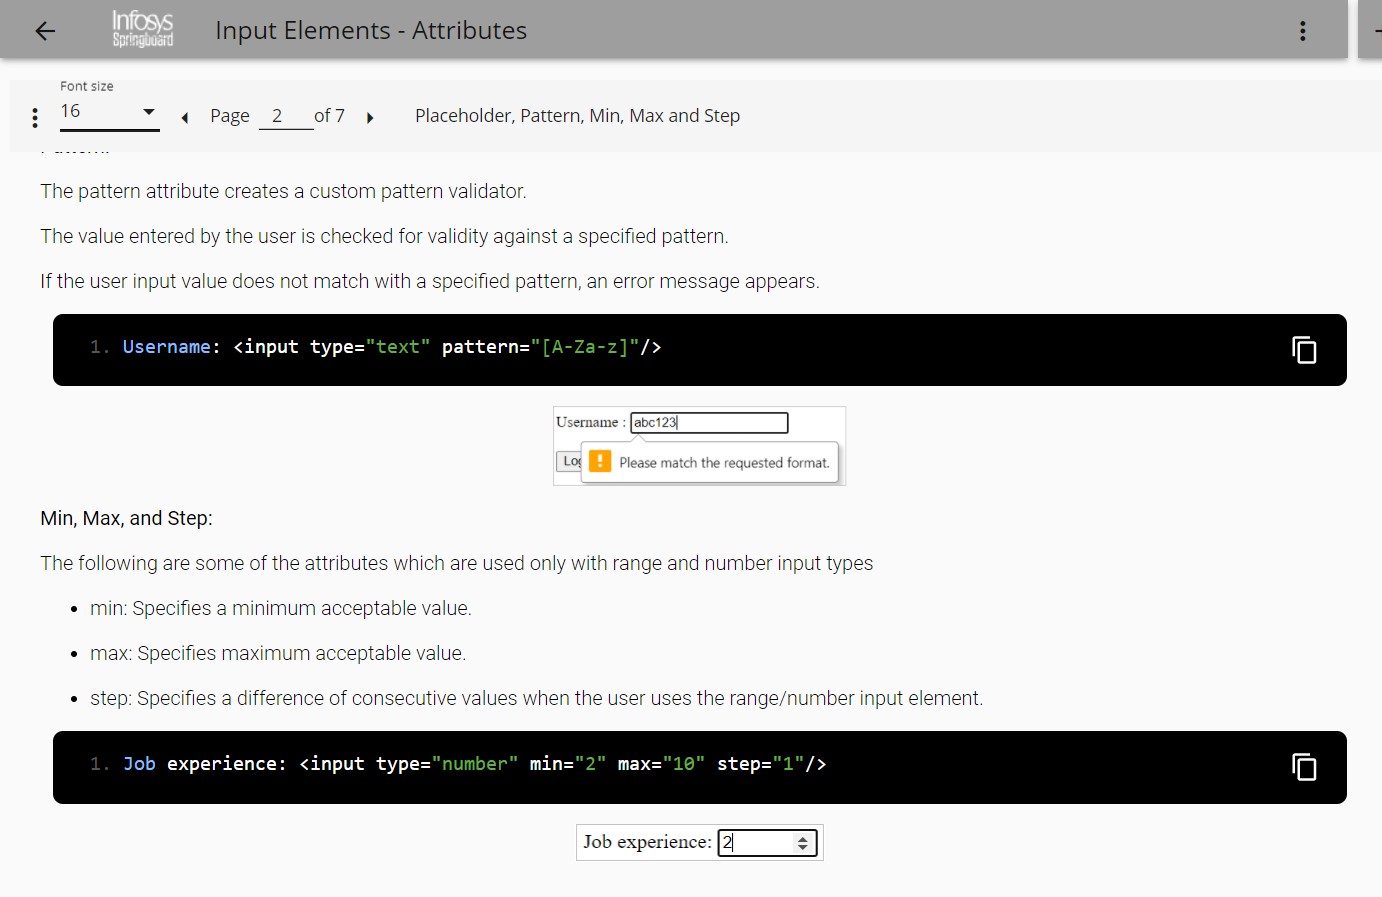 Infosys
Springboard
Input Elements - Attributes
Font size
16
Page 2 of 7
Placeholder, Pattern, Min, Max and Step
The pattern attribute creates a custom pattern validator.
The value entered by the user is checked for validity against a specified pattern.
If the user input value does not match with a specified pattern, an error message appears.
1. Username: <input type="text" pattern="[A-Za-z]"/>
Username : abc123
Log
Please match the requested format.
Min, Max, and Step:
The following are some of the attributes which are used only with range and number input types
• min: Specifies a minimum acceptable value.
• max: Specifies maximum acceptable value.
• step: Specifies a difference of consecutive values when the user uses the range/number input element.
1. Job experience: <input type="number" min="2" max="10" step="1"/>
Job experience: 2